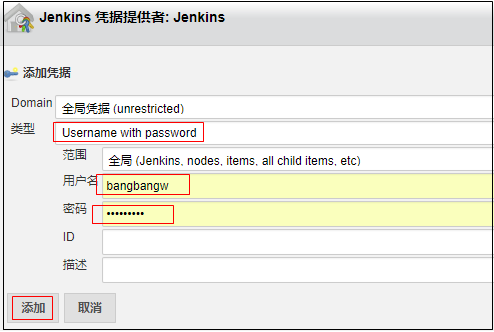 Jenkins 凭据提供者: Jenkins
添加凭据
Domain 全局凭据 (unrestricted)
类型 Username with password
范围 全局 (Jenkins, nodes, items, all child items, etc)
用户名 bangbangw
密码 •••••••••
ID
描述
添加 取消